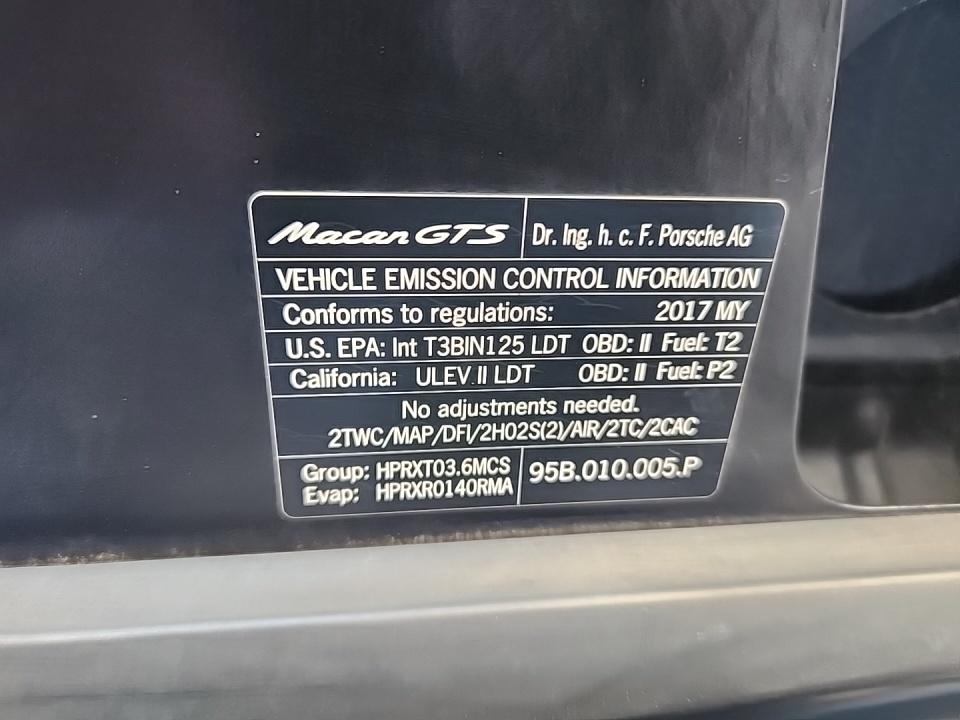 Macan GTS Dr. Ing. h. c. F. Porsche AG
VEHICLE EMISSION CONTROL INFORMATION
Conforms to regulations: 2017 MY
U.S. EPA: Int T3BIN125 LDT OBD: II Fuel: T2
California: ULEV II LDT OBD: II Fuel: P2
No adjustments needed.
2TWC/MAP/DFI/2HO2S(2)/AIR/2TC/2CAC
Group: HPRXT03.6MCS
Evap: HPRXR0140RMA
95B.010.005.P